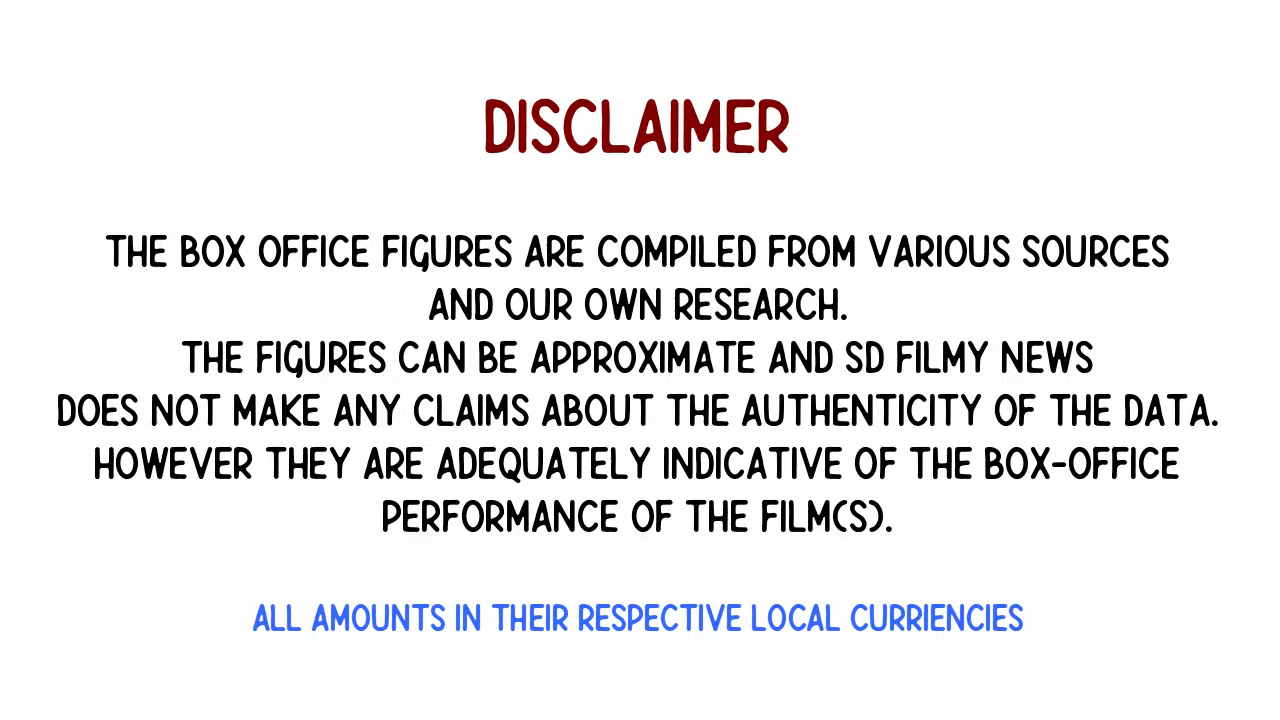 DISCLAIMER
THE BOX OFFICE FIGURES ARE COMPILED FROM VARIOUS SOURCES
AND OUR OWN RESEARCH.
THE FIGURES CAN BE APPROXIMATE AND SD FILMY NEWS
DOES NOT MAKE ANY CLAIMS ABOUT THE AUTHENTICITY OF THE DATA.
HOWEVER THEY ARE ADEQUATELY INDICATIVE OF THE BOX-OFFICE
PERFORMANCE OF THE FILM(S).
ALL AMOUNTS IN THEIR RESPECTIVE LOCAL CURRIENCIES